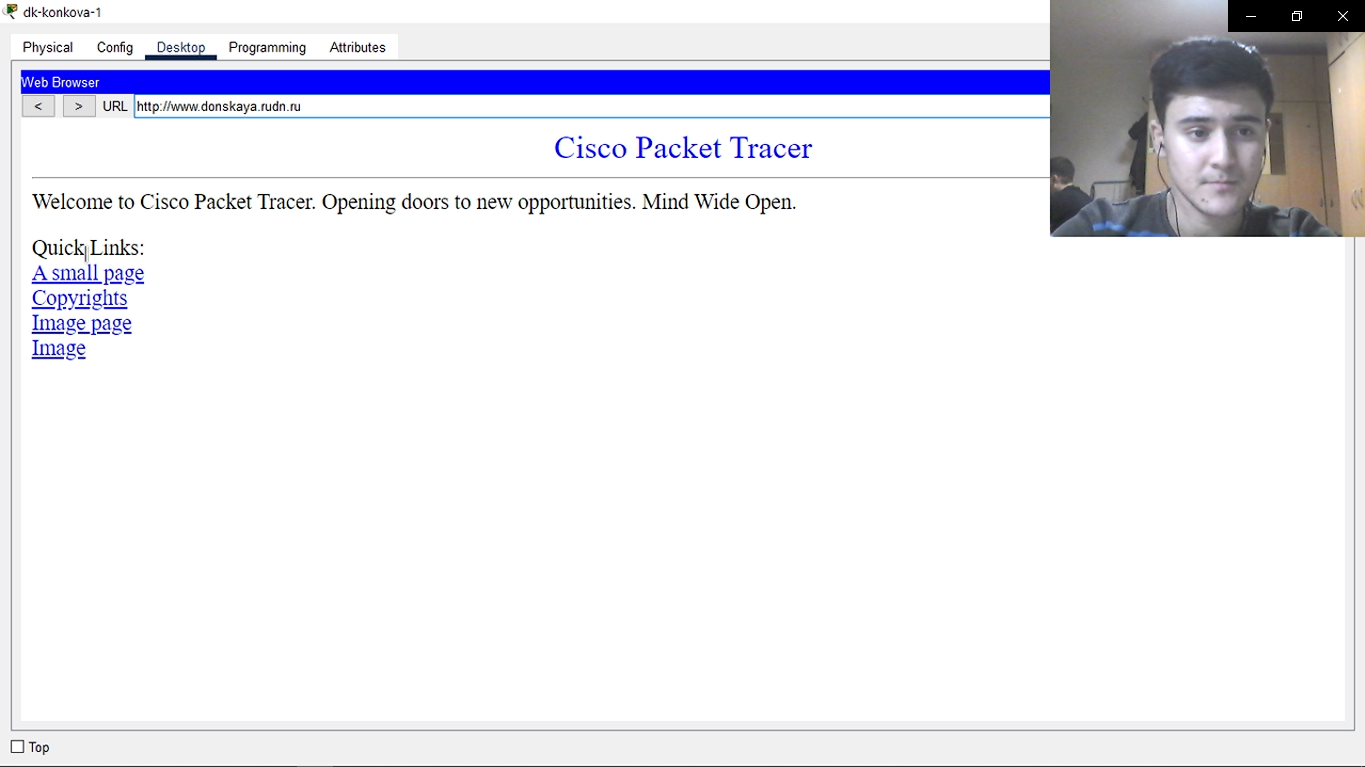 dk-konkova-1
Physical Config Desktop Programming Attributes
Web Browser
< > URL http://www.donskaya.rudn.ru
Cisco Packet Tracer
Welcome to Cisco Packet Tracer. Opening doors to new opportunities. Mind Wide Open.
Quick Links:
A small page
Copyrights
Image page
Image
Top